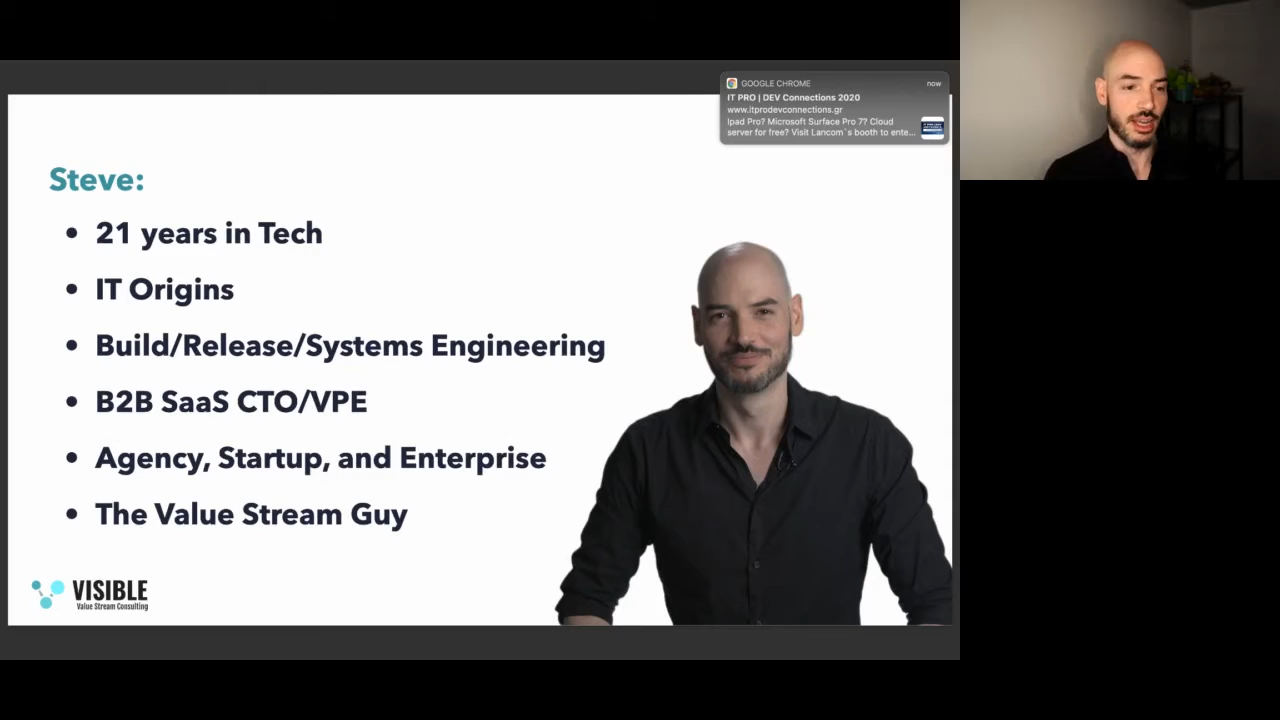 GOOGLE CHROME
now
IT PRO | DEV Connections 2020
www.itprodevconnections.gr
Ipad Pro? Microsoft Surface Pro 7? Cloud
server for free? Visit Lancom`s booth to ente...
Steve:
• 21 years in Tech
• IT Origins
• Build/Release/Systems Engineering
• B2B SaaS CTO/VPE
• Agency, Startup, and Enterprise
• The Value Stream Guy
VISIBLE
Value Stream Consulting